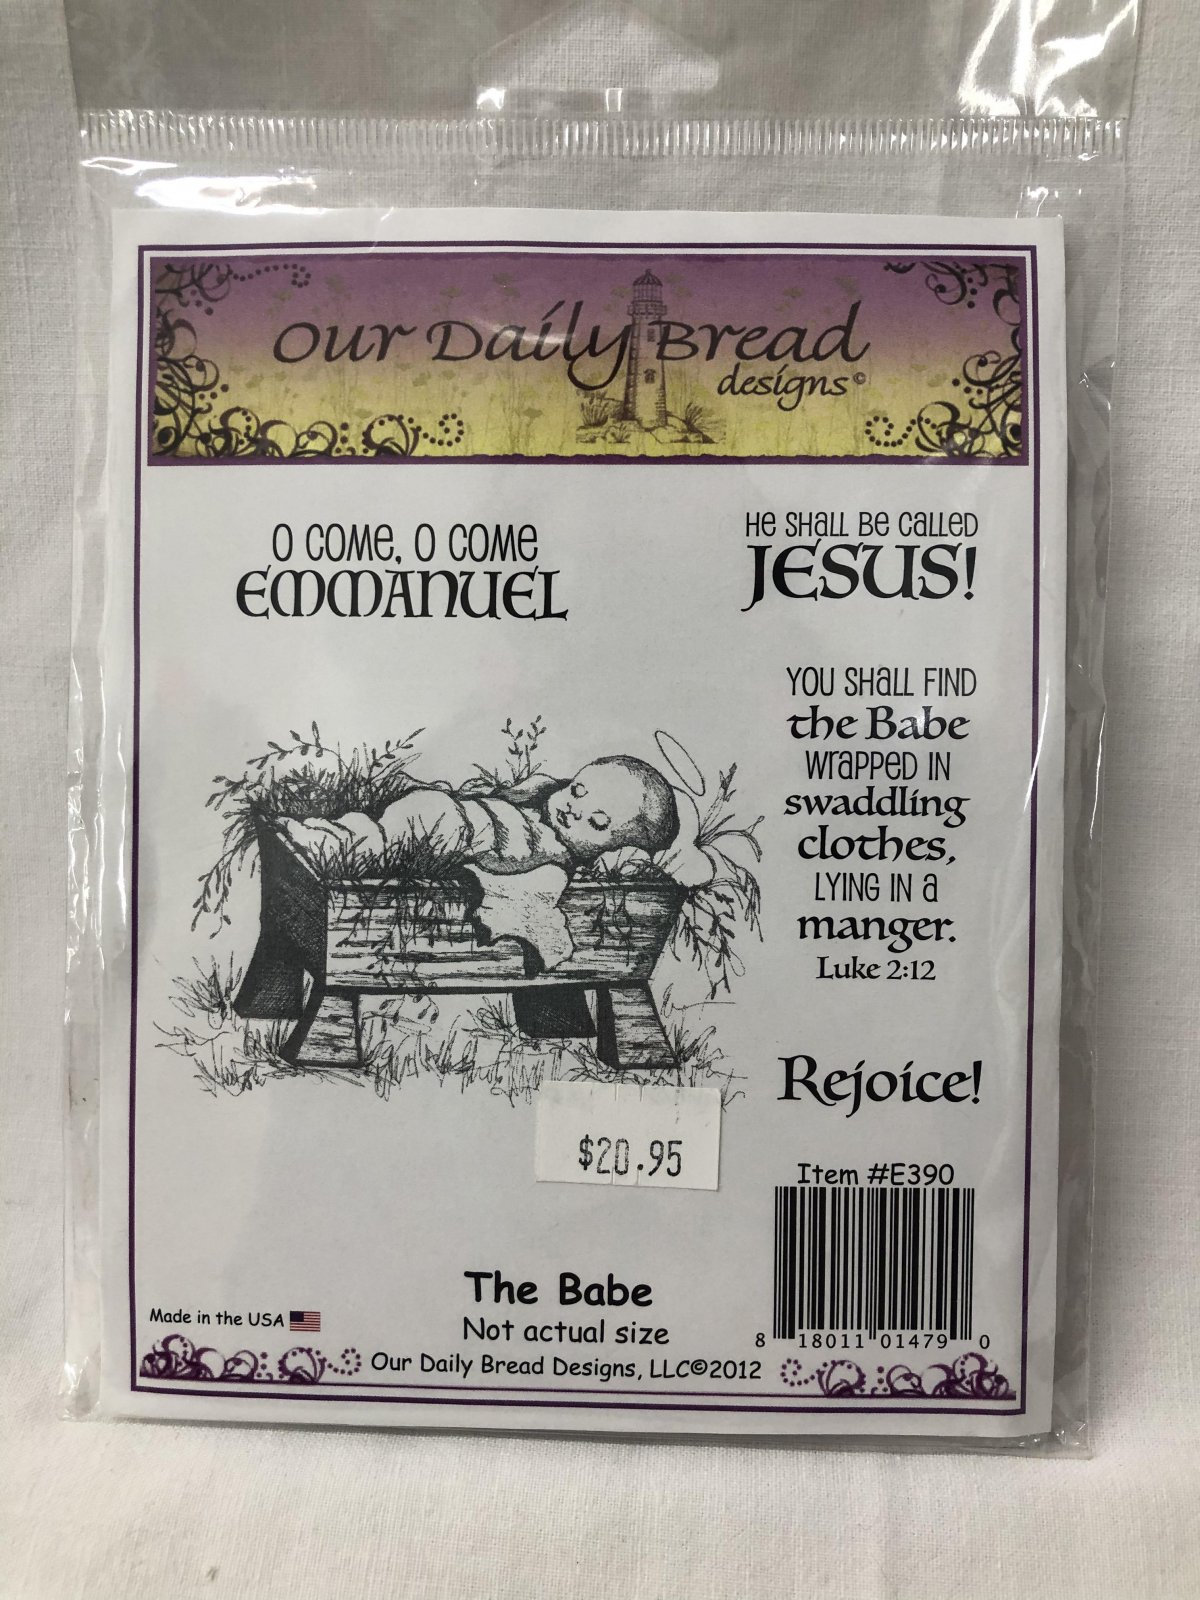 Our Daily Bread
designs©
O COME, O COME
EMMANUEL
HE SHaLL BE CaLLED
JESUS!
YOU SHaLL FIND
the Babe
WRaPPED IN
swaddling
clothes,
LYING IN a
manger.
Luke 2:12
Rejoice!
$20.95
Item #E390
8 18011 01479 0
The Babe
Not actual size
Made in the USA
Our Daily Bread Designs, LLC©2012